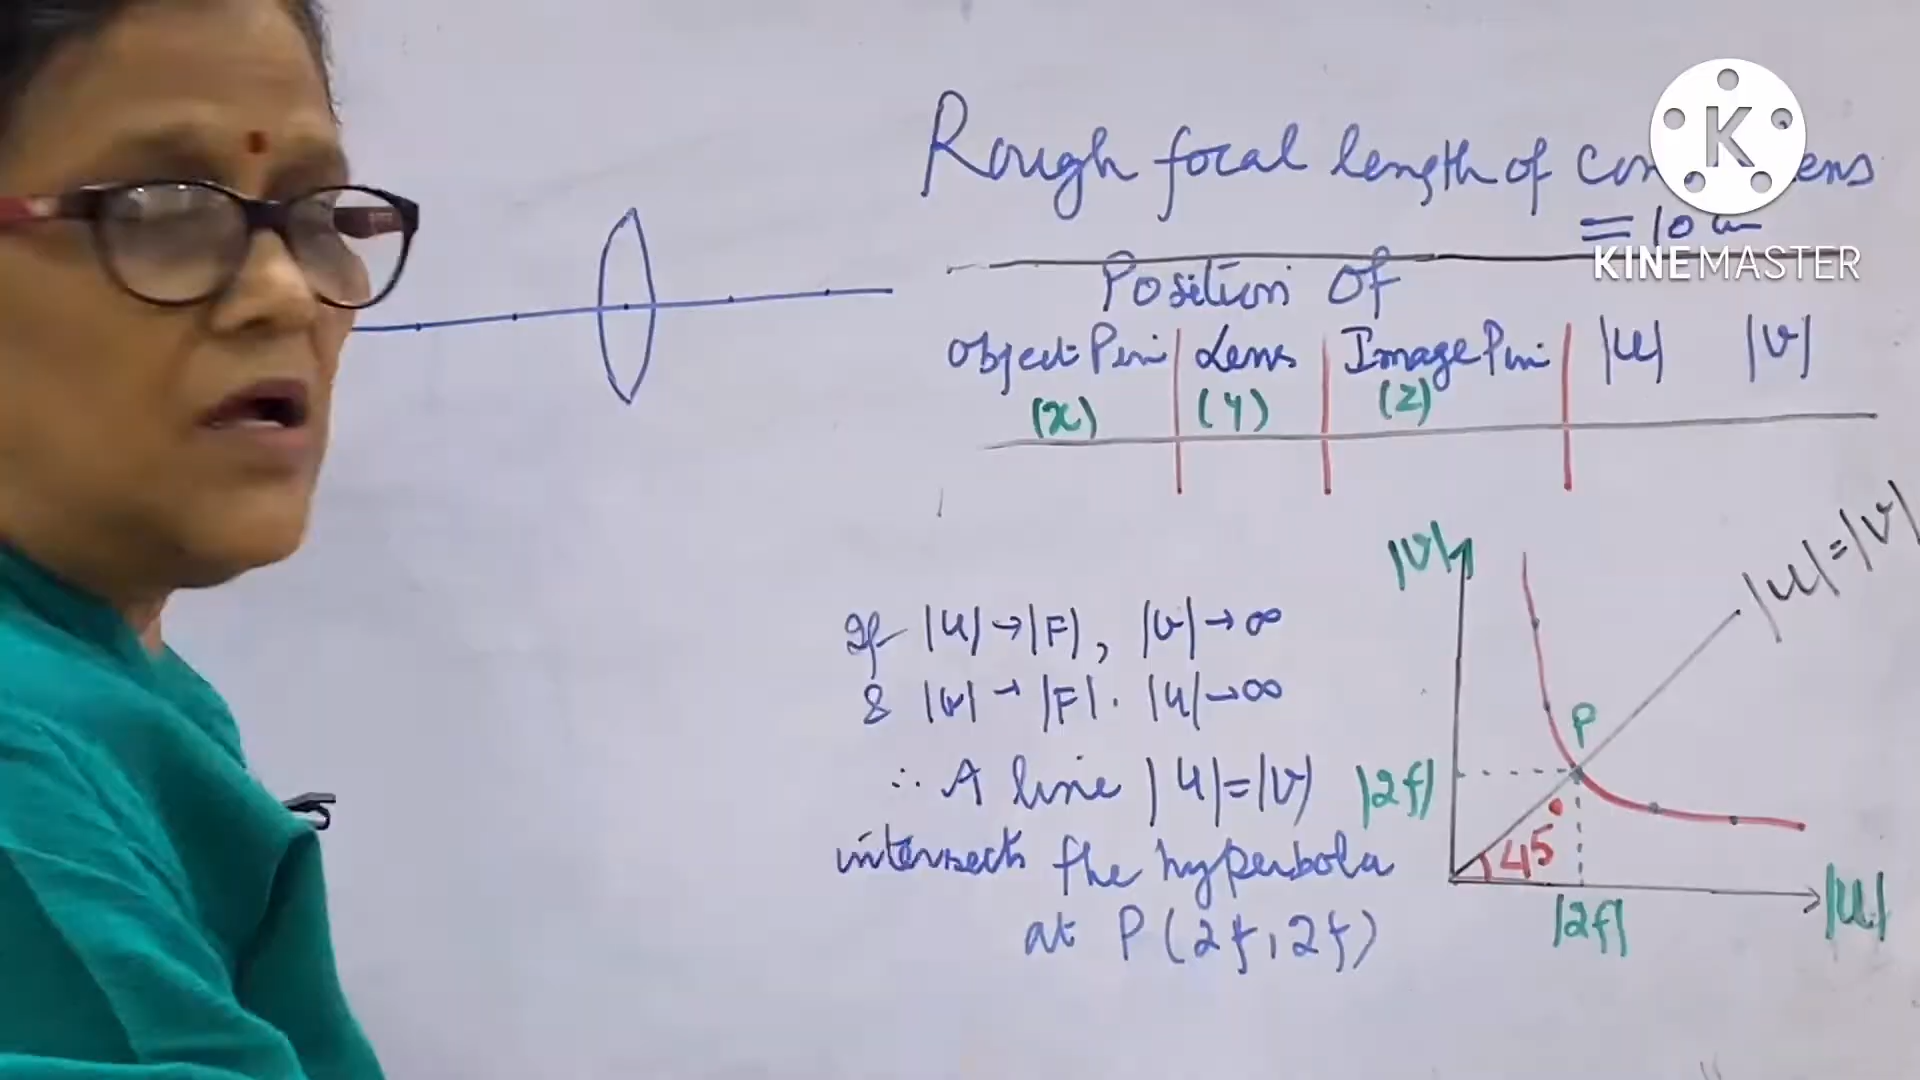 Rough focal length of con ens
= 10 cm
K
KINEMASTER
Position of
Object Pin | Lens | Image Pin | |u| |v|
(x) (y) (z)
If |u| → |F|, |v| → ∞
& |v| → |F|. |u| → ∞
∴ A line |u| = |v|
intersects the hyperbola
at P (2f, 2f)
|v|
|u| = |v|
P
|2f|
45°
|2f|
|u|